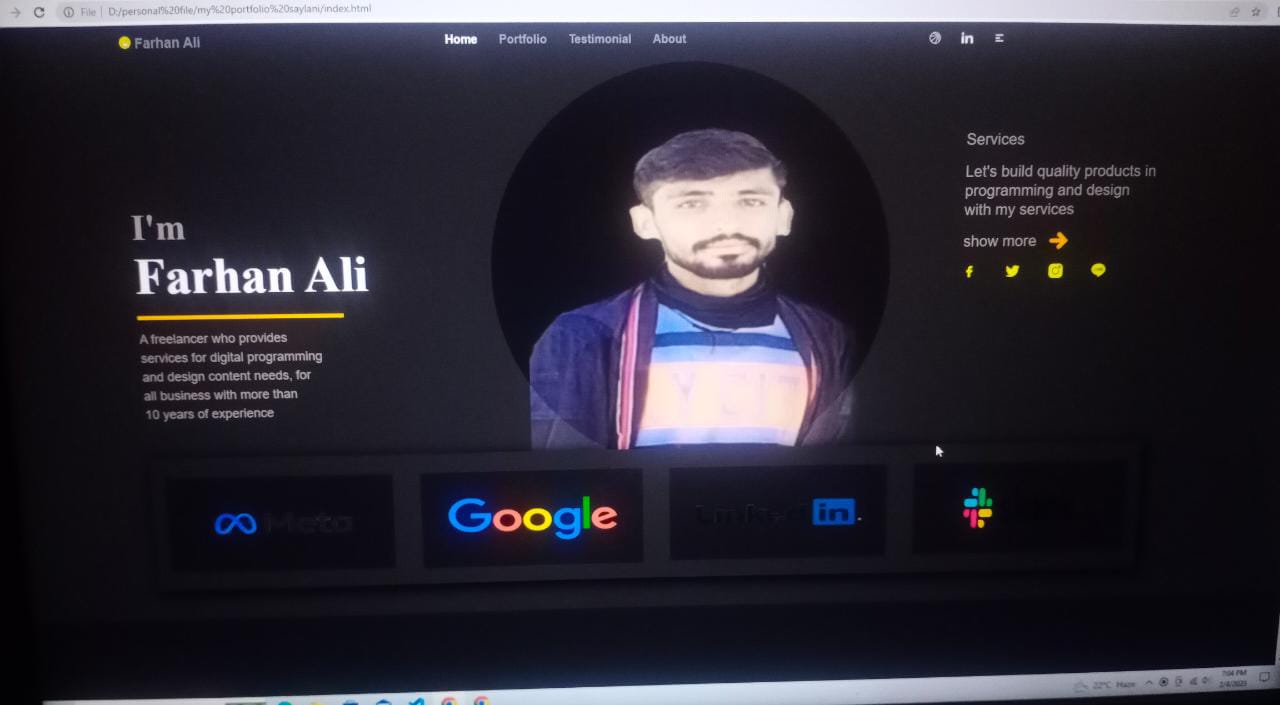 File | D:/personal%20file/my%20portfolio%20saylani/index.html
Farhan Ali
Home Portfolio Testimonial About
in
Services
Let's build quality products in
programming and design
with my services
show more
I'm
Farhan Ali
A freelancer who provides
services for digital programming
and design content needs, for
all business with more than
10 years of experience
Meta
Google
Linked in.
22°C Haze
7:04 PM
2/4/2023